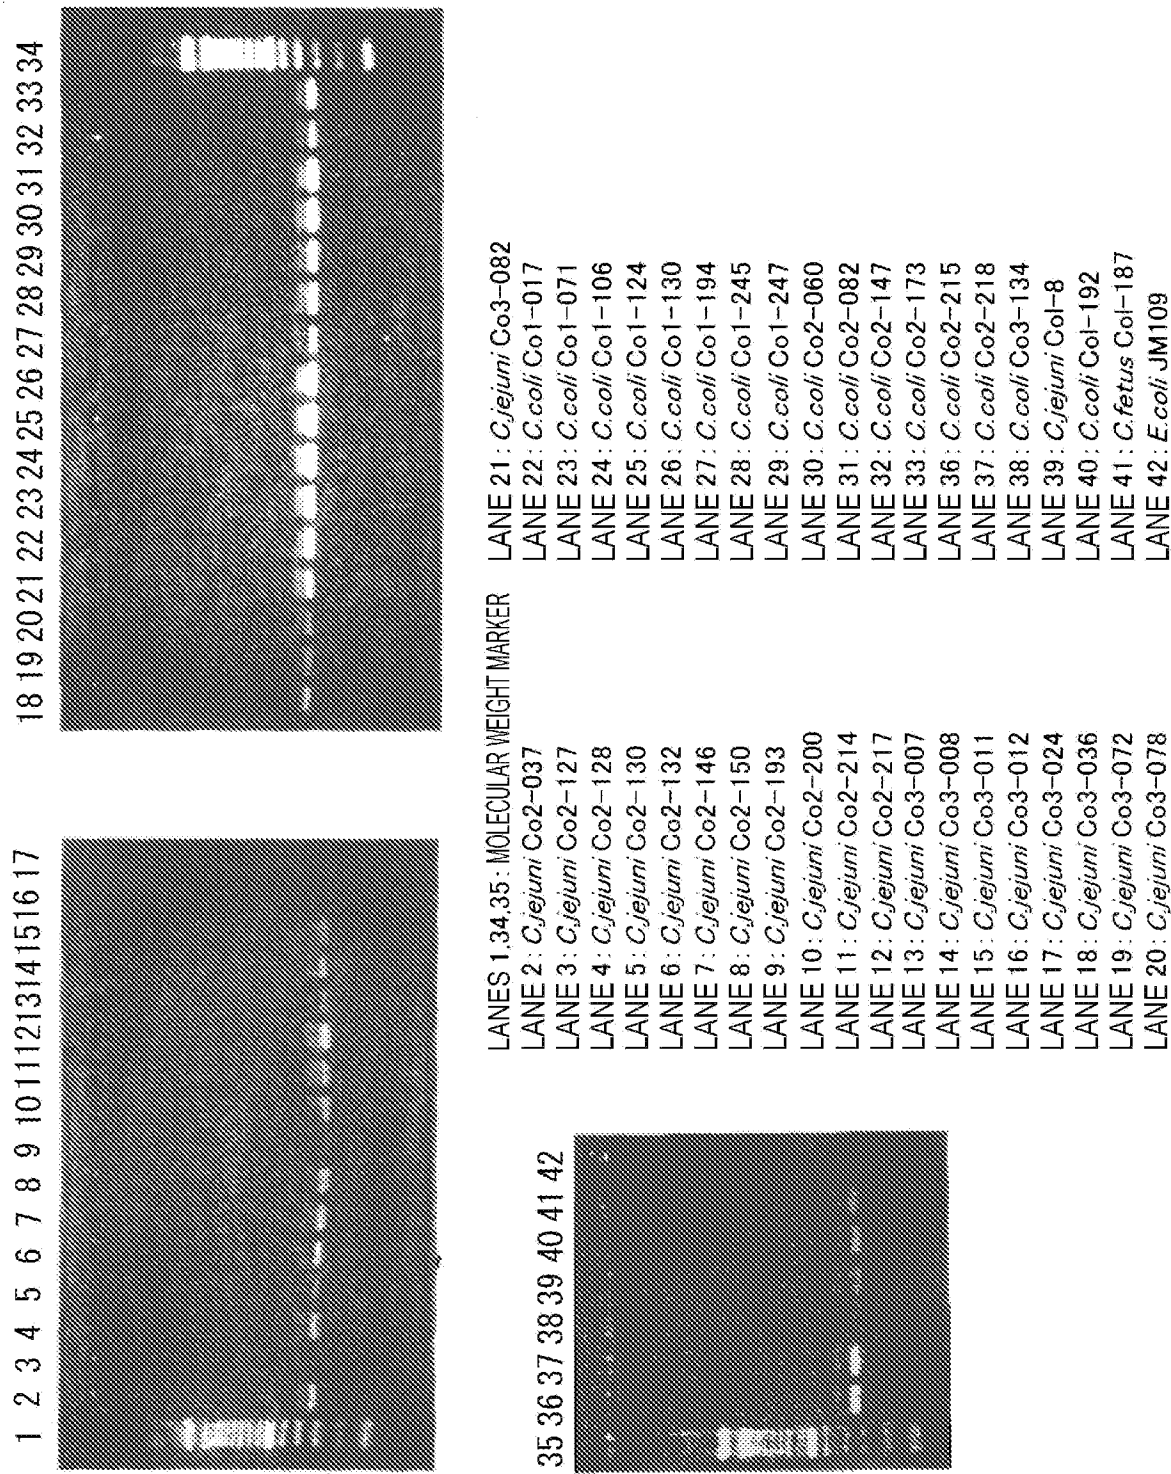 1 2 3 4 5 6 7 8 9 10 11 12 13 14 15 16 17
18 19 20 21 22 23 24 25 26 27 28 29 30 31 32 33 34
35 36 37 38 39 40 41 42
LANES 1,34,35: MOLECULAR WEIGHT MARKER
LANE 2: C.jejuni Co2-037
LANE 3: C.jejuni Co2-127
LANE 4: C.jejuni Co2-128
LANE 5: C.jejuni Co2-130
LANE 6: C.jejuni Co2-132
LANE 7: C.jejuni Co2-146
LANE 8: C.jejuni Co2-150
LANE 9: C.jejuni Co2-193
LANE 10: C.jejuni Co2-200
LANE 11: C.jejuni Co2-214
LANE 12: C.jejuni Co2-217
LANE 13: C.jejuni Co3-007
LANE 14: C.jejuni Co3-008
LANE 15: C.jejuni Co3-011
LANE 16: C.jejuni Co3-012
LANE 17: C.jejuni Co3-024
LANE 18: C.jejuni Co3-036
LANE 19: C.jejuni Co3-072
LANE 20: C.jejuni Co3-078
LANE 21: C.jejuni Co3-082
LANE 22: C.coli Co1-017
LANE 23: C.coli Co1-071
LANE 24: C.coli Co1-106
LANE 25: C.coli Co1-124
LANE 26: C.coli Co1-130
LANE 27: C.coli Co1-194
LANE 28: C.coli Co1-245
LANE 29: C.coli Co1-247
LANE 30: C.coli Co2-060
LANE 31: C.coli Co2-082
LANE 32: C.coli Co2-147
LANE 33: C.coli Co2-173
LANE 36: C.coli Co2-215
LANE 37: C.coli Co2-218
LANE 38: C.coli Co3-134
LANE 39: C.jejuni Col-8
LANE 40: C.coli Col-192
LANE 41: C.fetus Col-187
LANE 42: E.coli JM109